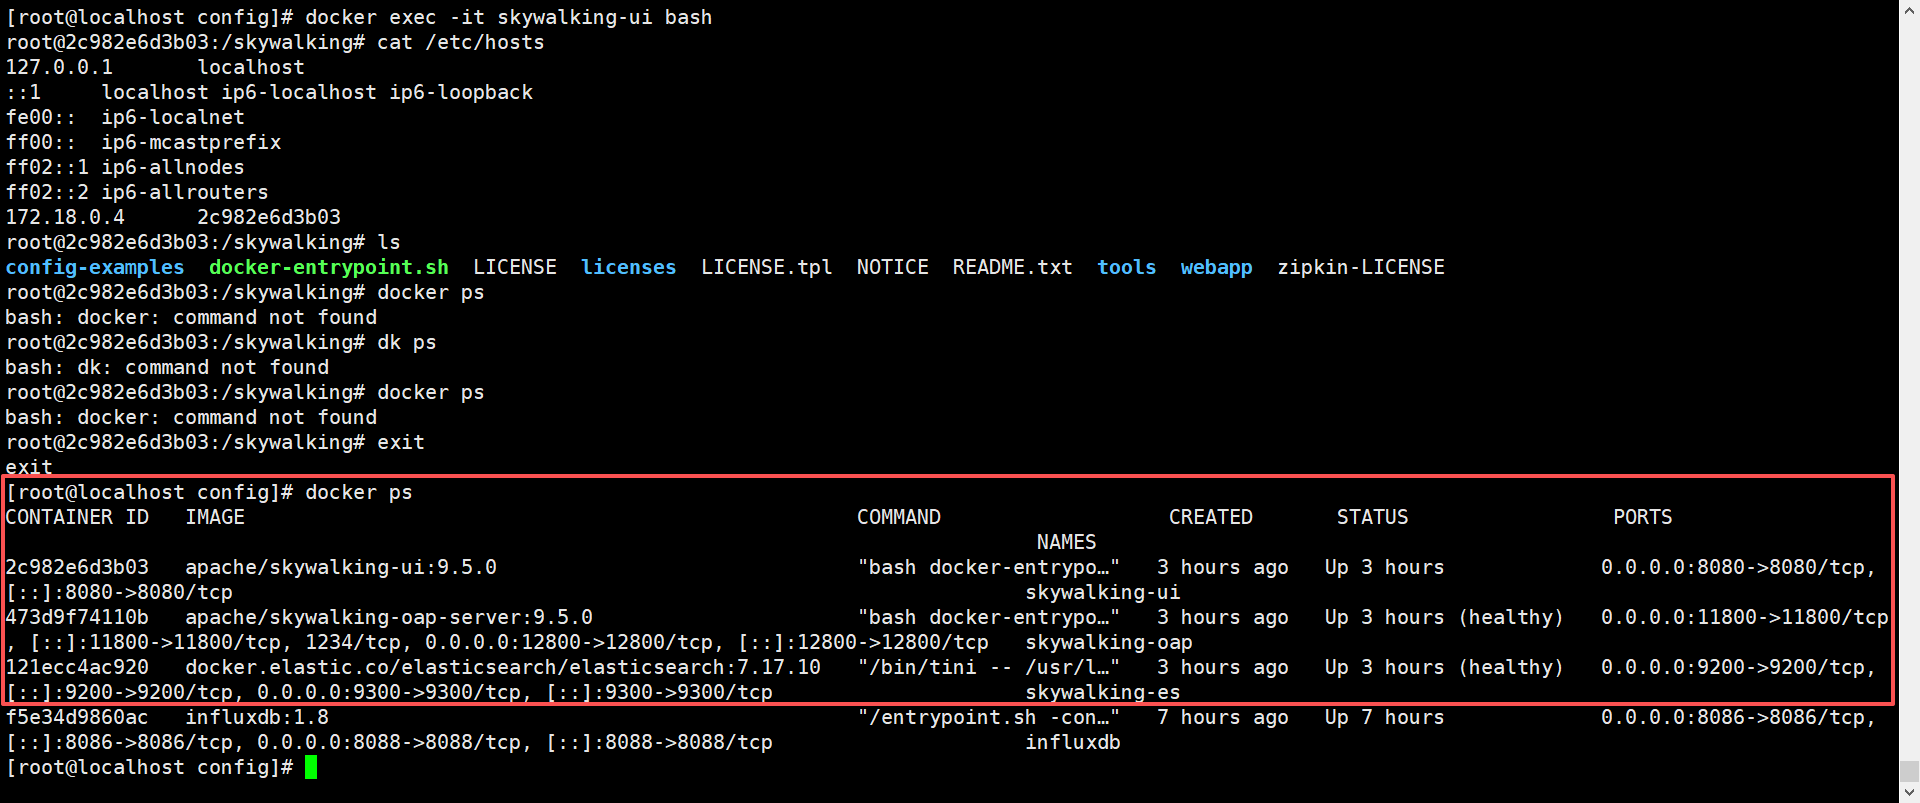 [root@localhost config]# docker exec -it skywalking-ui bash
root@2c982e6d3b03:/skywalking# cat /etc/hosts
127.0.0.1       localhost
::1     localhost ip6-localhost ip6-loopback
fe00::  ip6-localnet
ff00::  ip6-mcastprefix
ff02::1 ip6-allnodes
ff02::2 ip6-allrouters
172.18.0.4      2c982e6d3b03
root@2c982e6d3b03:/skywalking# ls
config-examples  docker-entrypoint.sh  LICENSE  licenses  LICENSE.tpl  NOTICE  README.txt  tools  webapp  zipkin-LICENSE
root@2c982e6d3b03:/skywalking# docker ps
bash: docker: command not found
root@2c982e6d3b03:/skywalking# dk ps
bash: dk: command not found
root@2c982e6d3b03:/skywalking# docker ps
bash: docker: command not found
root@2c982e6d3b03:/skywalking# exit
exit
[root@localhost config]# docker ps
CONTAINER ID   IMAGE                                                   COMMAND                   CREATED       STATUS                 PORTS
NAMES
2c982e6d3b03   apache/skywalking-ui:9.5.0                              "bash docker-entrypo…"   3 hours ago   Up 3 hours             0.0.0.0:8080->8080/tcp,
[::]:8080->8080/tcp                                                                  skywalking-ui
473d9f74110b   apache/skywalking-oap-server:9.5.0                      "bash docker-entrypo…"   3 hours ago   Up 3 hours (healthy)   0.0.0.0:11800->11800/tcp
, [::]:11800->11800/tcp, 1234/tcp, 0.0.0.0:12800->12800/tcp, [::]:12800->12800/tcp   skywalking-oap
121ecc4ac920   docker.elastic.co/elasticsearch/elasticsearch:7.17.10   "/bin/tini -- /usr/l…"   3 hours ago   Up 3 hours (healthy)   0.0.0.0:9200->9200/tcp,
[::]:9200->9200/tcp, 0.0.0.0:9300->9300/tcp, [::]:9300->9300/tcp                     skywalking-es
f5e34d9860ac   influxdb:1.8                                            "/entrypoint.sh -con…"   7 hours ago   Up 7 hours             0.0.0.0:8086->8086/tcp,
[::]:8086->8086/tcp, 0.0.0.0:8088->8088/tcp, [::]:8088->8088/tcp                     influxdb
[root@localhost config]#